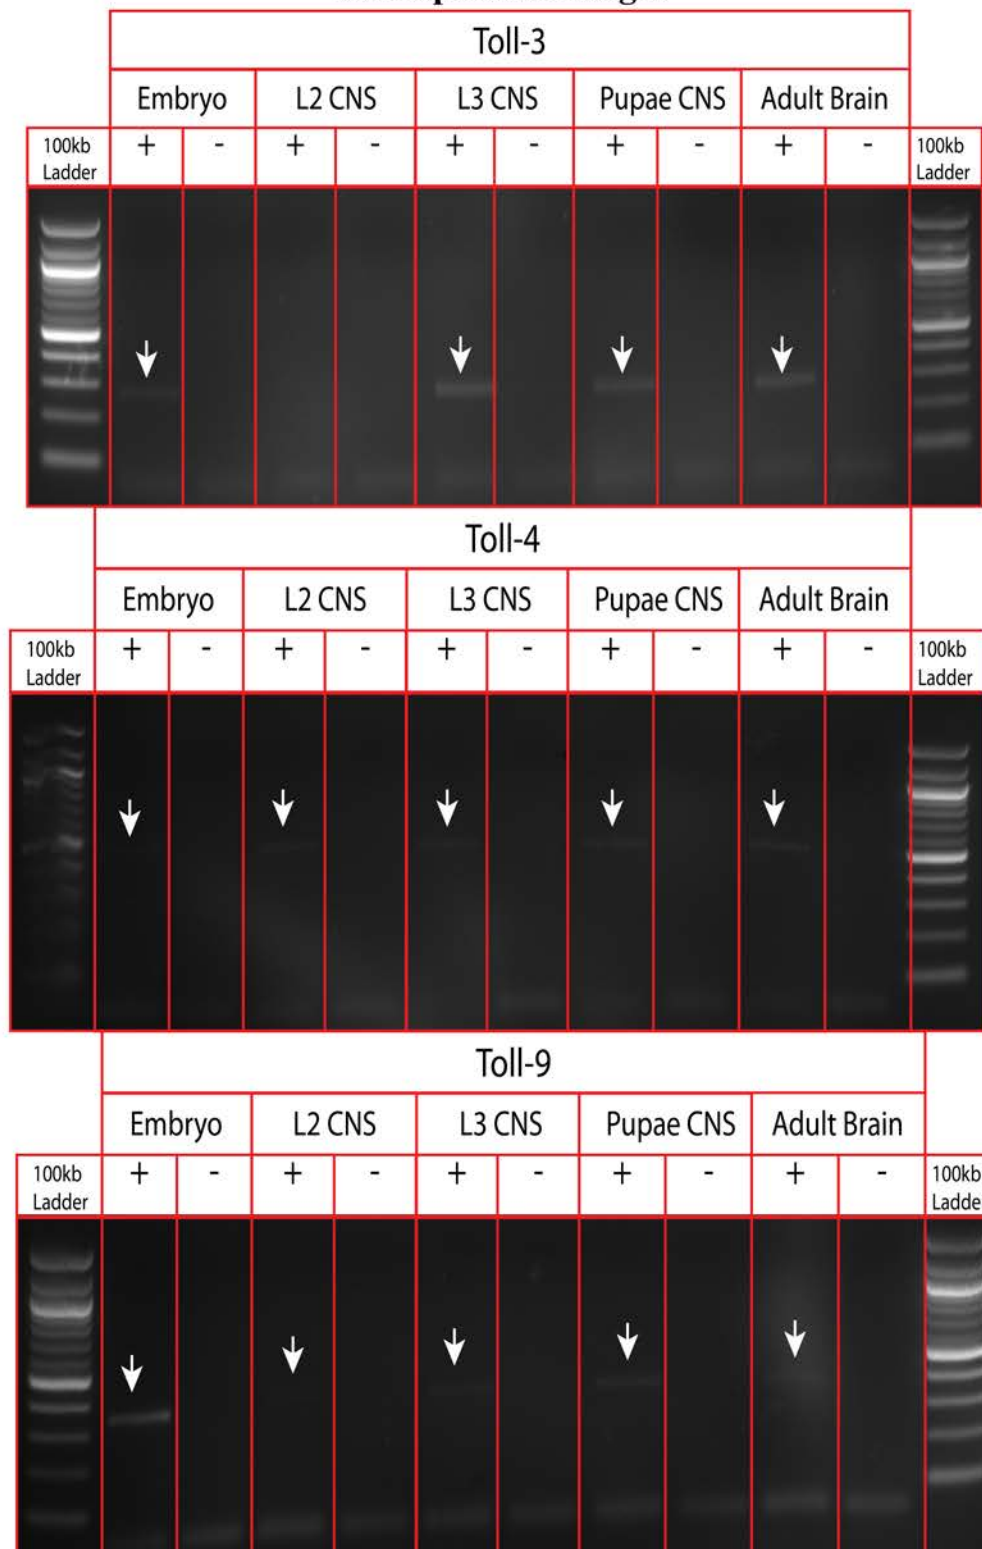 Toll-3
Embryo L2 CNS L3 CNS Pupae CNS Adult Brain
100kb Ladder + - + - + - + - + - 100kb Ladder
Toll-4
Embryo L2 CNS L3 CNS Pupae CNS Adult Brain
100kb Ladder + - + - + - + - + - 100kb Ladder
Toll-9
Embryo L2 CNS L3 CNS Pupae CNS Adult Brain
100kb Ladder + - + - + - + - + - 100kb Ladde